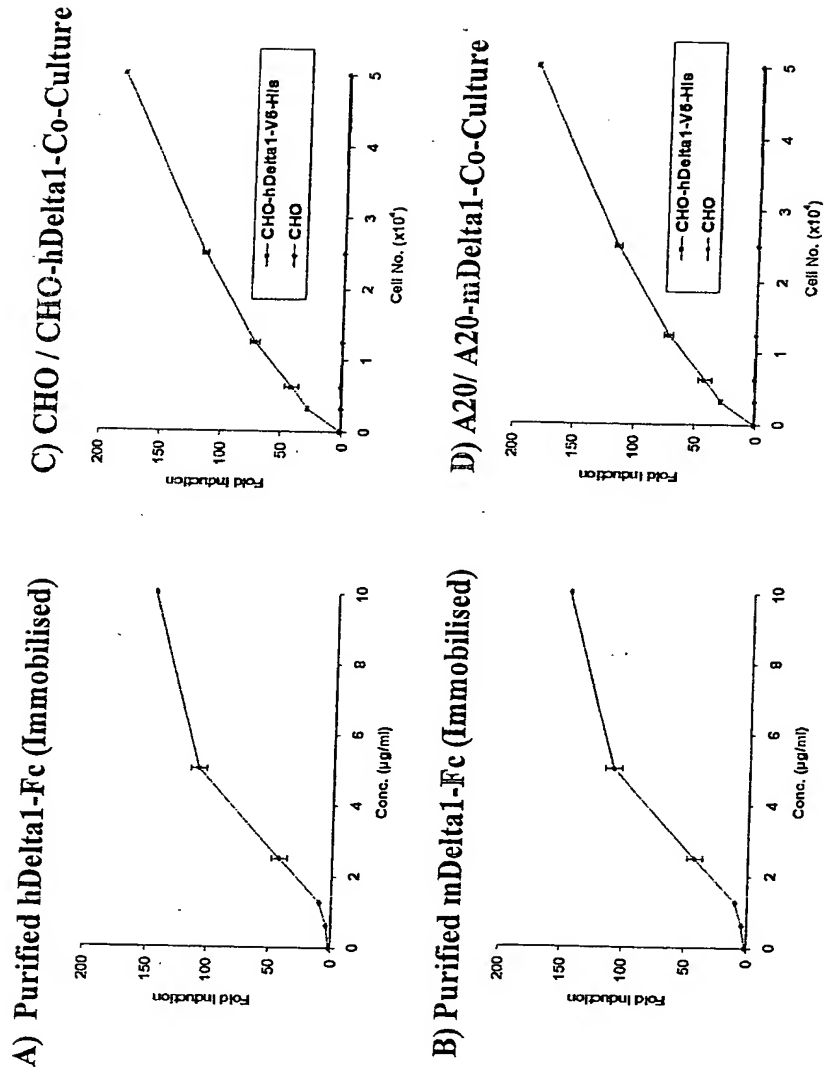 A) Purified hDelta1-Fc (Immobilised)
200
150
100
50
0
Fold Induction
0 2 4 6 8 10
Conc. (µg/ml)
B) Purified mDelta1-Fc (Immobilised)
200
150
100
50
0
Fold Induction
0 2 4 6 8 10
Conc. (µg/ml)
C) CHO / CHO-hDelta1-Co-Culture
200
150
100
50
0
Fold Induction
CHO-hDelta1-V5-His
CHO
0 1 2 3 4 5
Cell No. (x10⁴)
D) A20/ A20-mDelta1-Co-Culture
200
150
100
50
0
Fold Induction
CHO-hDelta1-V5-His
CHO
0 1 2 3 4 5
Cell No. (x10⁴)